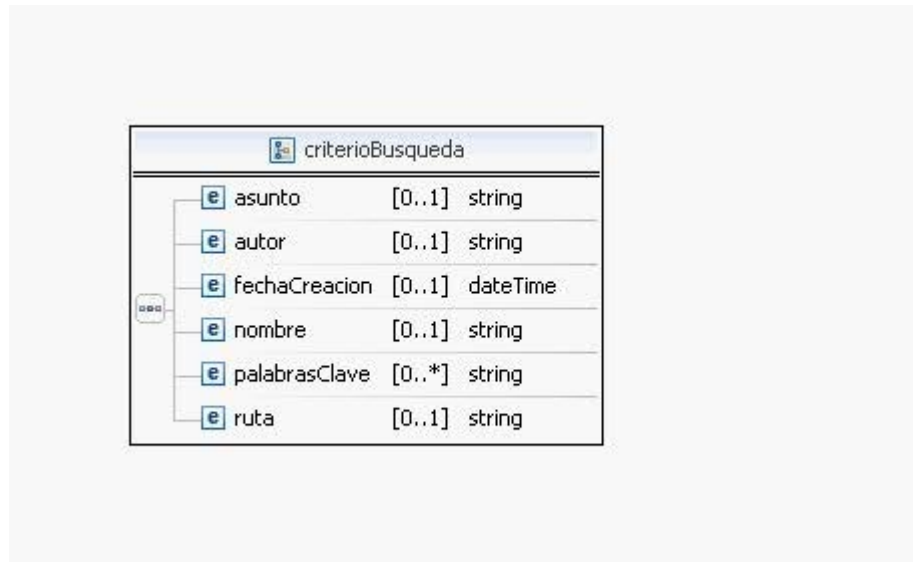 criterioBusqueda
e asunto [0..1] string
e autor [0..1] string
e fechaCreacion [0..1] dateTime
e nombre [0..1] string
e palabrasClave [0..*] string
e ruta [0..1] string